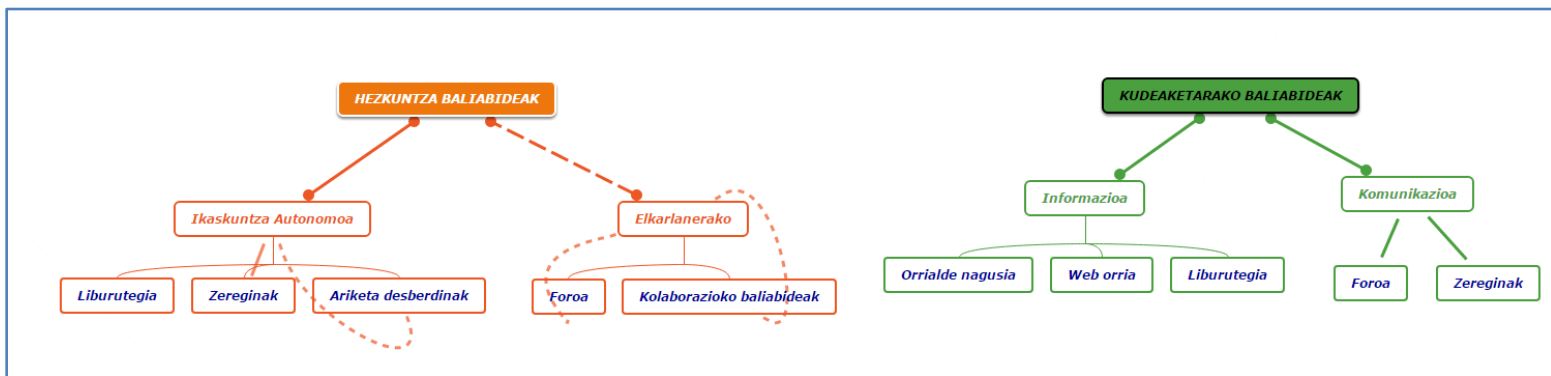 HEZKUNTZA BALIABIDEAK
Ikaskuntza Autonomoa
Elkarlanerako
Liburutegia
Zereginak
Ariketa desberdinak
Foroa
Kolaborazioko baliabideak
KUDEAKETARAKO BALIABIDEAK
Informazioa
Komunikazioa
Orrialde nagusia
Web orria
Liburutegia
Foroa
Zereginak